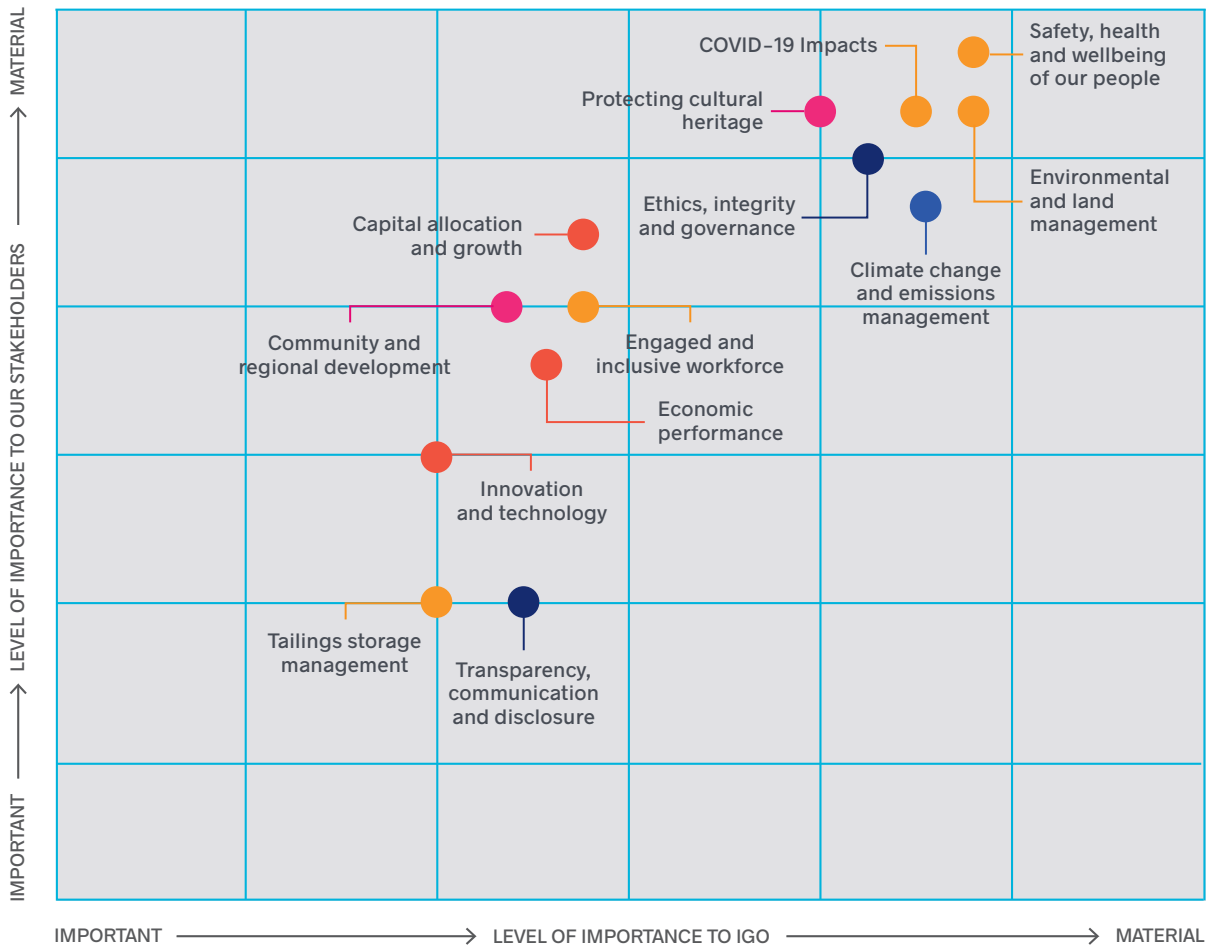 MATERIAL
LEVEL OF IMPORTANCE TO OUR STAKEHOLDERS
IMPORTANT
COVID-19 Impacts
Safety, health
and wellbeing
of our people
Protecting cultural
heritage
Environmental
and land
management
Ethics, integrity
and governance
Capital allocation
and growth
Climate change
and emissions
management
Community and
regional development
Engaged and
inclusive workforce
Economic
performance
Innovation
and technology
Tailings storage
management
Transparency,
communication
and disclosure
IMPORTANT
LEVEL OF IMPORTANCE TO IGO
MATERIAL